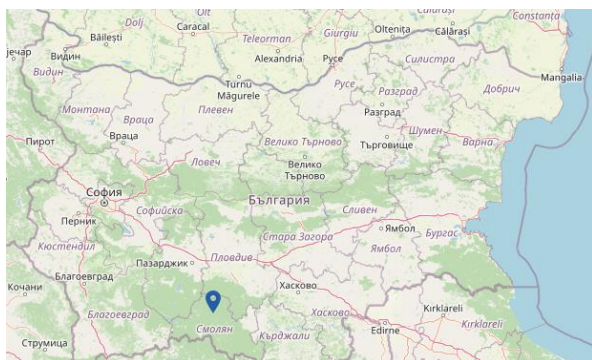 Dolj
Olt
Caracal
Teleorman
Giurgiu
Oltenița
Călărași
Călărași
Constanța
јечар
Видин
Băilești
Alexandria
Русе
Силистра
Mangalia
Видин
Turnu
Măgurele
Русе
Разград
Добрич
Монтана
Враца
Плевен
Разград
Пирот
Враца
Шумен
Велико Търново
Търговище
Варна
Ловеч
Велико
Търново
София
България
Перник
Софийска
Сливен
Стара Загора
Ямбол
Бургас
Кюстендил
Пазарджик
Пловдив
Ямбол
Благоевград
Кочани
Хасково
Благоевград
Смолян
Хасково
Kırklareli
Кърджали
Edirne
Kırklareli
Струмица